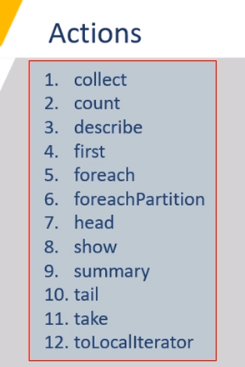 Actions
1. collect
2. count
3. describe
4. first
5. foreach
6. foreachPartition
7. head
8. show
9. summary
10. tail
11. take
12. toLocalIterator